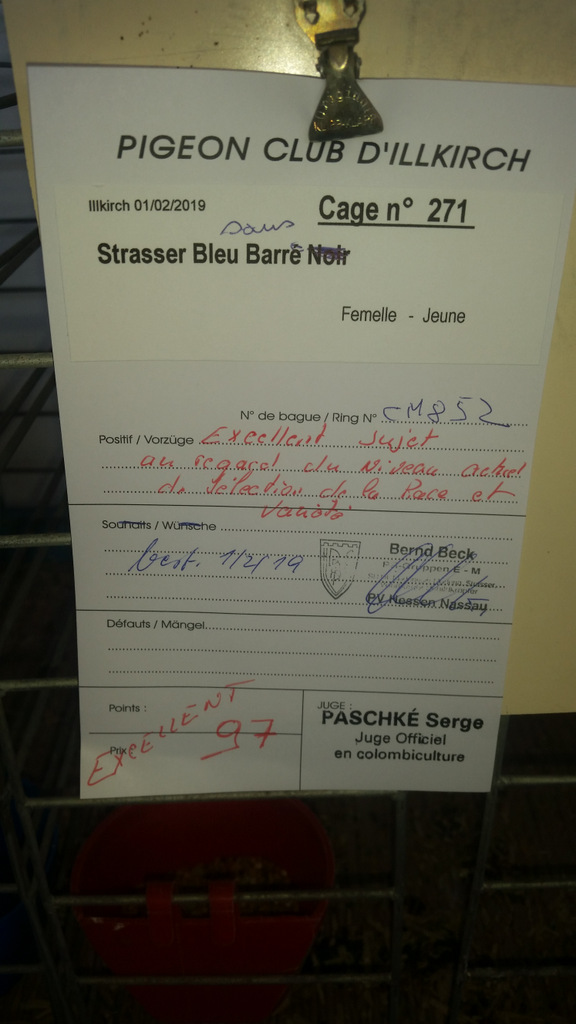 PIGEON CLUB D'ILLKIRCH
Illkirch 01/02/2019
Cage n° 271
sans
Strasser Bleu Barré Noir
Femelle - Jeune
N° de bague / Ring N° CM852
Positif / Vorzüge Excellent sujet
au regard du Niveau actuel
de Sélection de la Race et
Variété
Souhaits / Wünsche
best. 1/2/19
Bernd Beck
E - M
PV Hessen Nassau
Défauts / Mängel
Points :
Prix :
EXCELLENT
97
JUGE :
PASCHKÉ Serge
Juge Officiel
en colombiculture